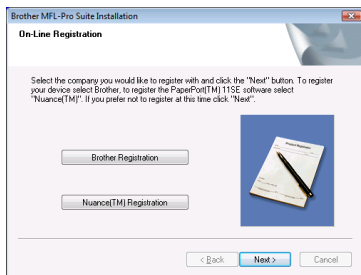 Brother MFL-Pro Suite Installation
On-Line Registration
Select the company you would like to register with and click the "Next" button. To register
your device select Brother, to register the PaperPort(TM) 11SE software select
"Nuance(TM)". If you prefer not to register at this time click "Next".
Brother Registration
Nuance(TM) Registration
Product Registration
< Back
Next >
Cancel